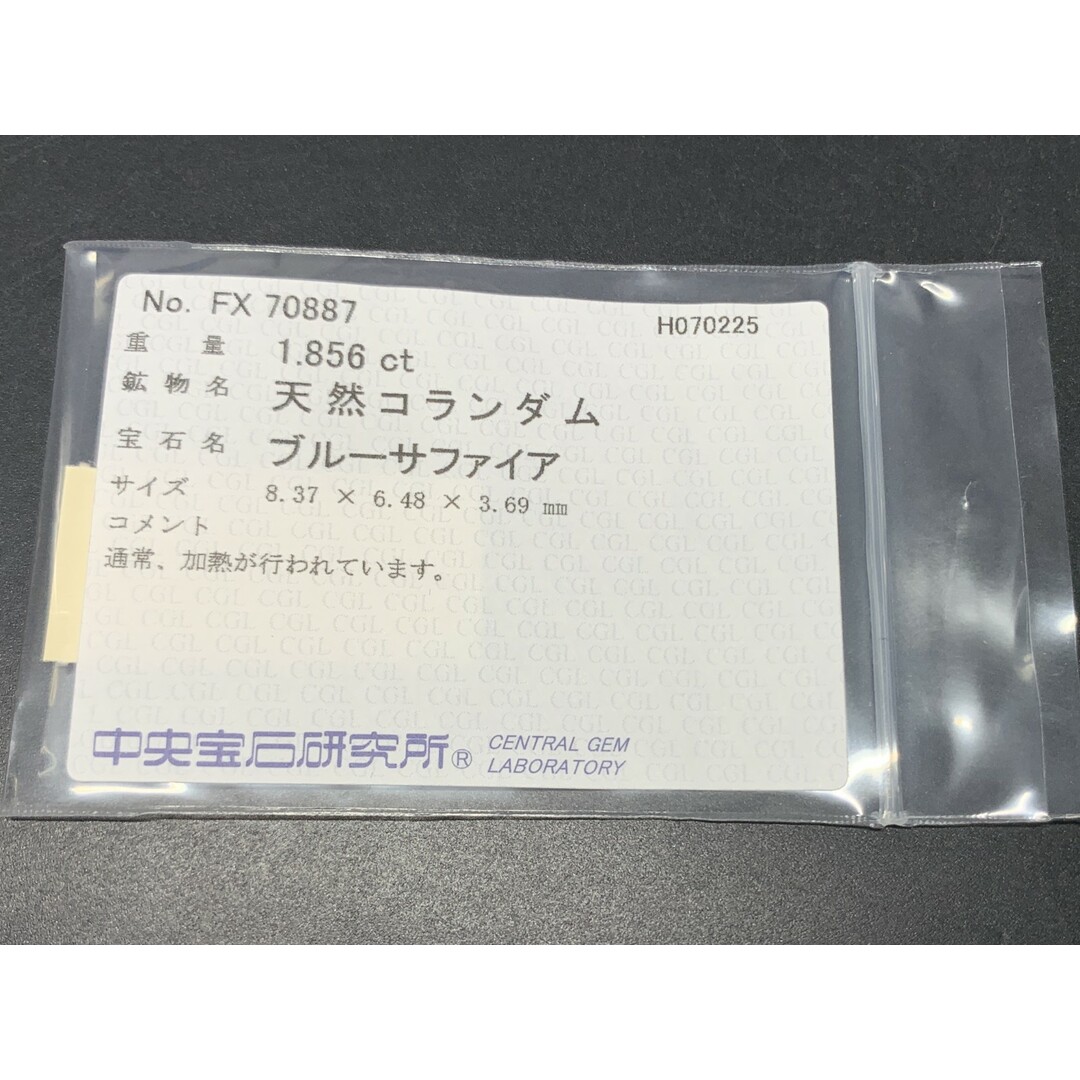 No. FX 70887
H070225
重量 1.856 ct
鉱物名 天然コランダム
宝石名 ブルーサファイア
サイズ 8.37 × 6.48 × 3.69 ㎜
コメント
通常、加熱が行われています。
中央宝石研究所® CENTRAL GEM
LABORATORY